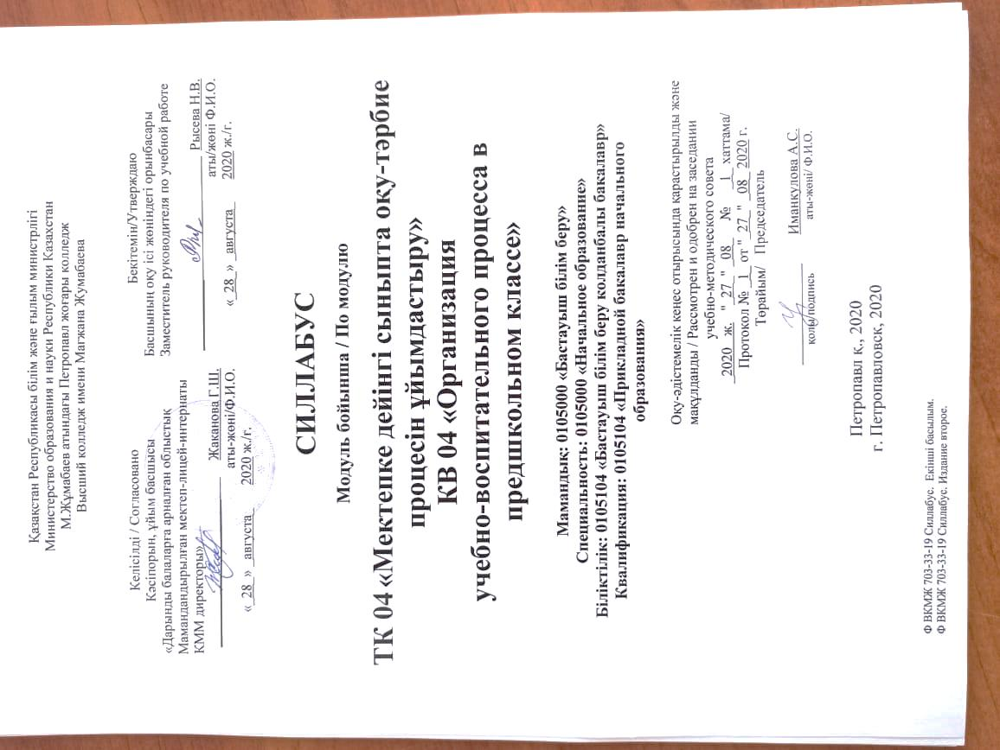 Қазақстан Республикасы білім және ғылым министрлігі
Министерство образования и науки Республики Казахстан
М.Жұмабаев атындағы Петропавл жоғары колледж
Высший колледж имени Магжана Жумабаева
Келісілді / Согласовано
Кәсіпорын, ұйым басшысы
«Дарынды балаларға арналған облыстық
Мамандандырылған мектеп-лицей-интернаты
КММ директоры»
Жаканова Г.Ш.
аты-жөні/Ф.И.О.
« 28 » августа 2020 ж./г.
Бекітемін/Утверждаю
Басшының оқу ісі жөніндегі орынбасары
Заместитель руководителя по учебной работе
Рысева Н.В.
аты/жөні Ф.И.О.
« 28 » августа 2020 ж./г.
СИЛЛАБУС
Модуль бойынша / По модулю
ТК 04 «Мектепке дейінгі сыныпта оқу-тәрбие
процесін ұйымдастыру»
КВ 04 «Организация
учебно-воспитательного процесса в
предшкольном классе»
Мамандық: 0105000 «Бастауыш білім беру»
Специальность: 0105000 «Начальное образование»
Біліктілік: 0105104 «Бастауыш білім беру колданбалы бакалавр»
Квалификация: 0105104 «Прикладной бакалавр начального
образования»
Оқу-әдістемелік кеңес отырысында қарастырылды және
мақұлданды / Рассмотрен и одобрен на заседании
учебно-методического совета
2020 ж. " 27 " 08 № 1 хаттама/
Протокол № 1 от " 27 " 08 2020 г.
Төрайым/ Председатель
Иманкулова А.С.
колы/подпись аты-жөні/ Ф.И.О.
Петропавл к., 2020
г. Петропавловск, 2020
Ф ВКМЖ 703-33-19 Силлабус. Екінші басылым.
Ф ВКМЖ 703-33-19 Силлабус. Издание второе.